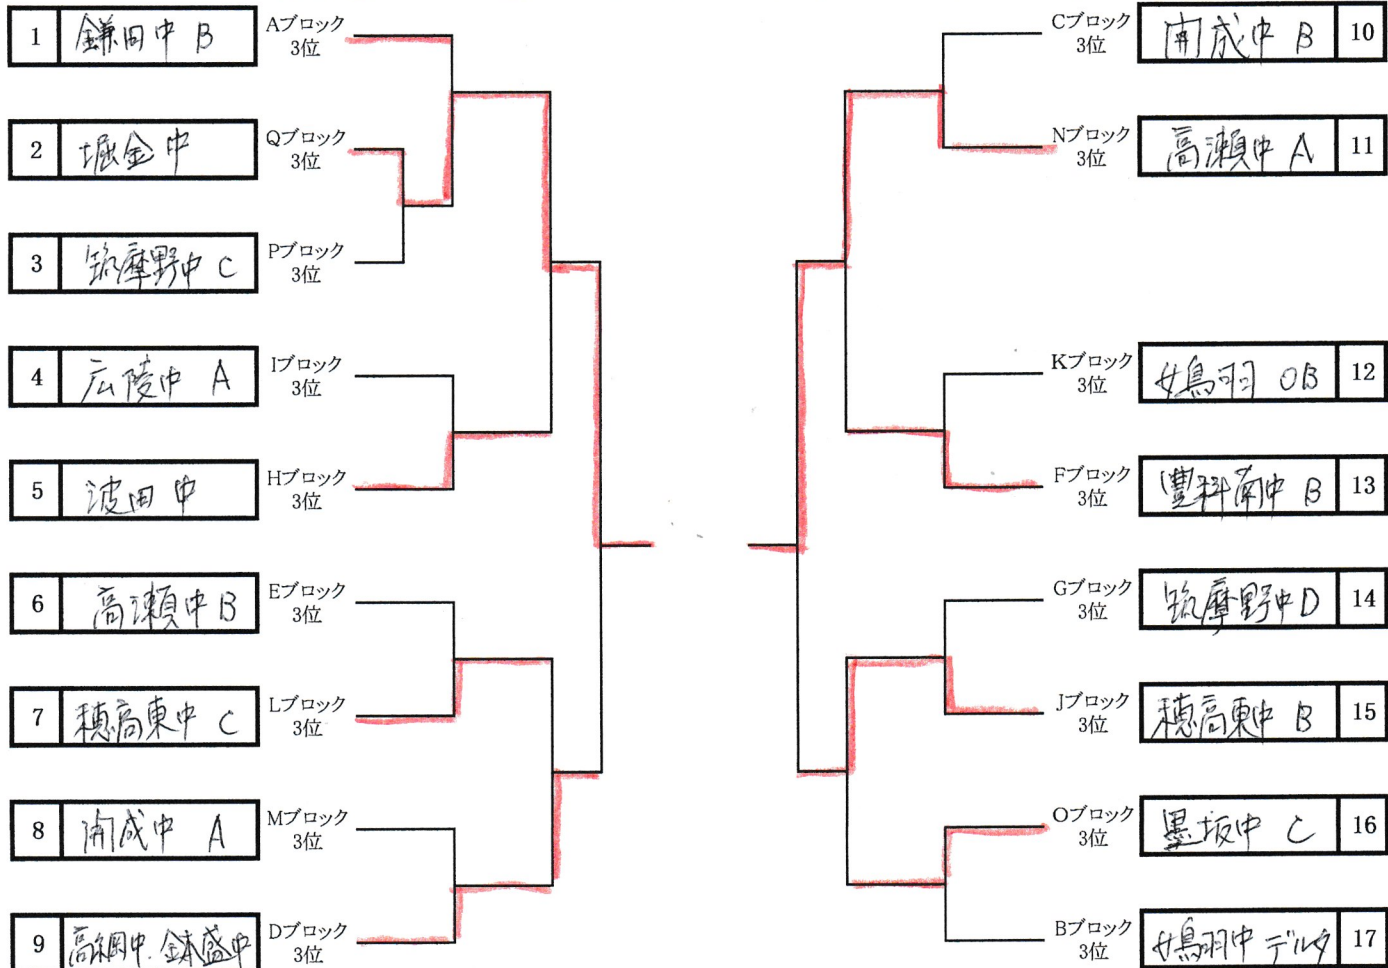 1 鎌田中 B Aブロック 3位
2 堀金中 Qブロック 3位
3 筑摩野中 C Pブロック 3位
4 広陵中 A Iブロック 3位
5 波田中 Hブロック 3位
6 高瀬中 B Eブロック 3位
7 穂高東中 C Lブロック 3位
8 開成中 A Mブロック 3位
9 高綱中・鉢盛中 Dブロック 3位
Cブロック 3位 開成中 B 10
Nブロック 3位 高瀬中 A 11
Kブロック 3位 女鳥羽 OB 12
Fブロック 3位 豊科南中 B 13
Gブロック 3位 筑摩野中 D 14
Jブロック 3位 穂高東中 B 15
Oブロック 3位 墨坂中 C 16
Bブロック 3位 女鳥羽中 デルタ 17